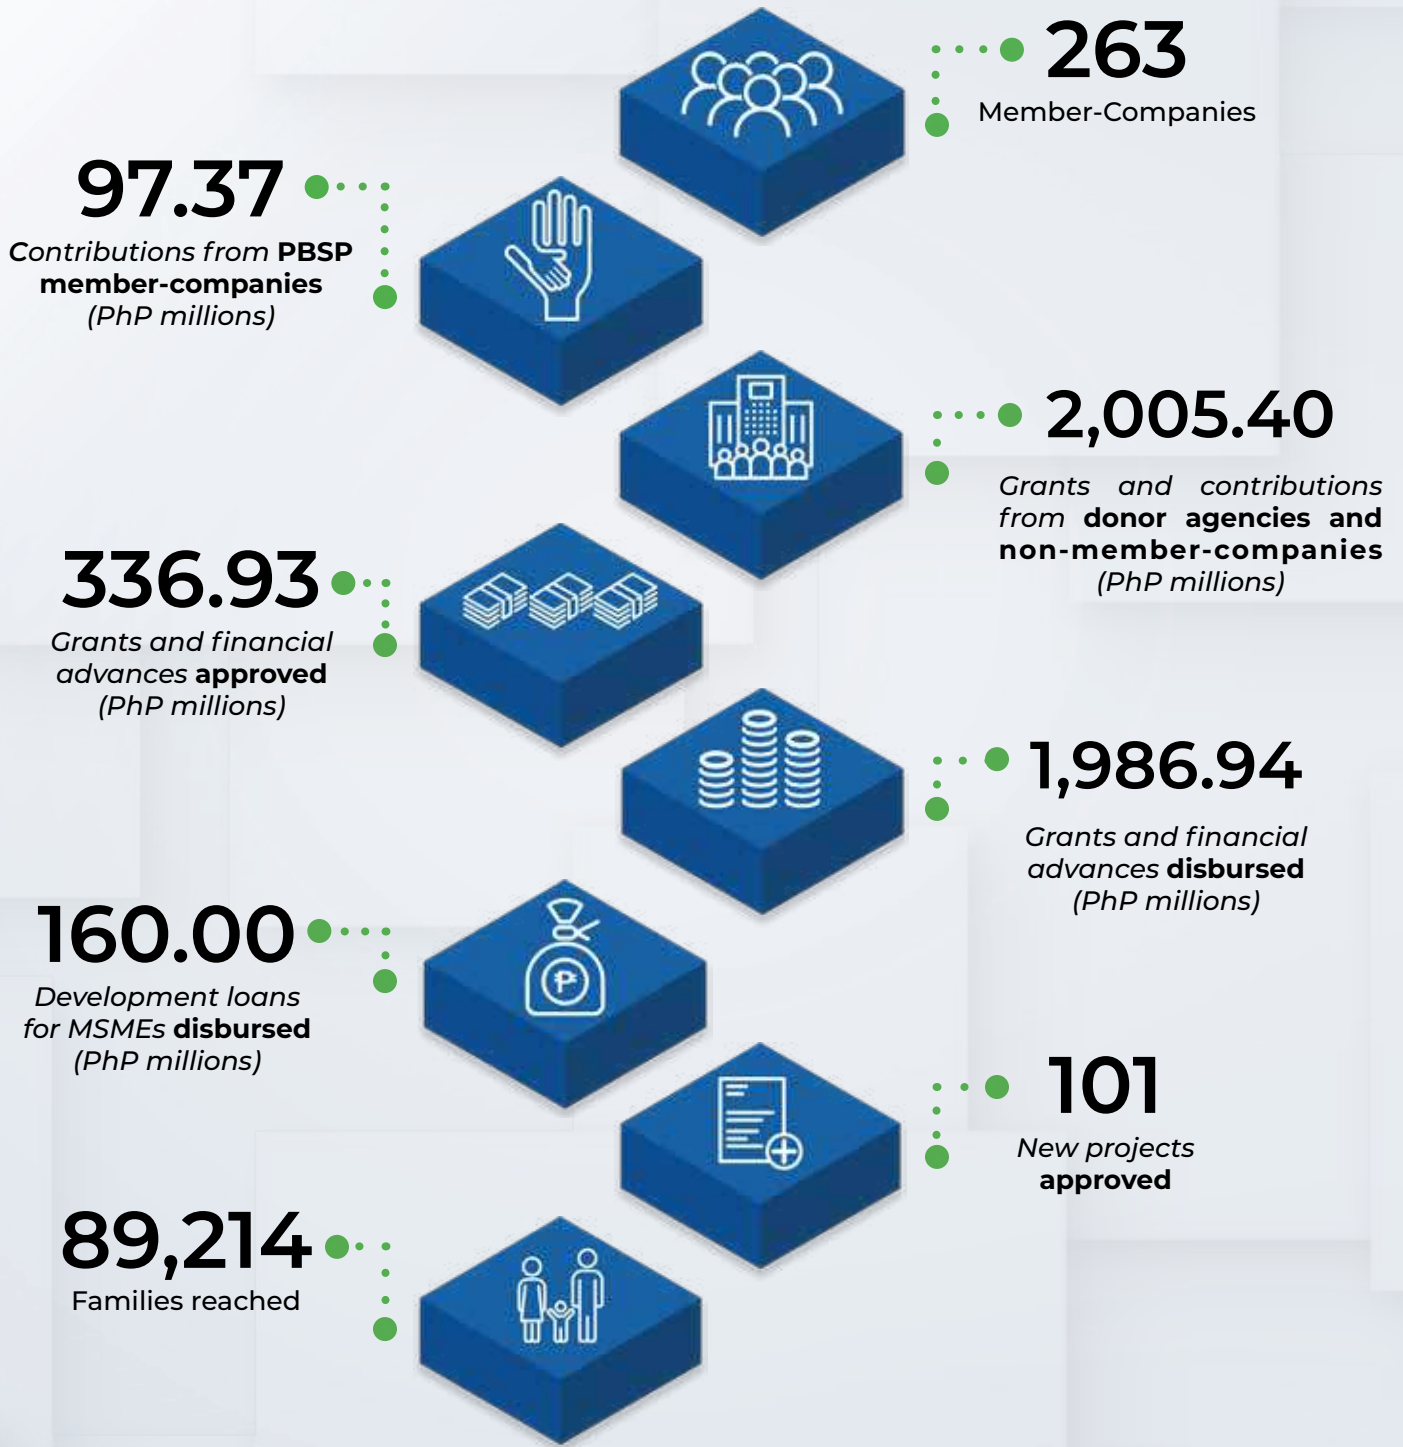 263
Member-Companies
97.37
Contributions from PBSP
member-companies
(PhP millions)
2,005.40
Grants and contributions
from donor agencies and
non-member-companies
(PhP millions)
336.93
Grants and financial
advances approved
(PhP millions)
1,986.94
Grants and financial
advances disbursed
(PhP millions)
160.00
Development loans
for MSMEs disbursed
(PhP millions)
₱
101
New projects
approved
89,214
Families reached